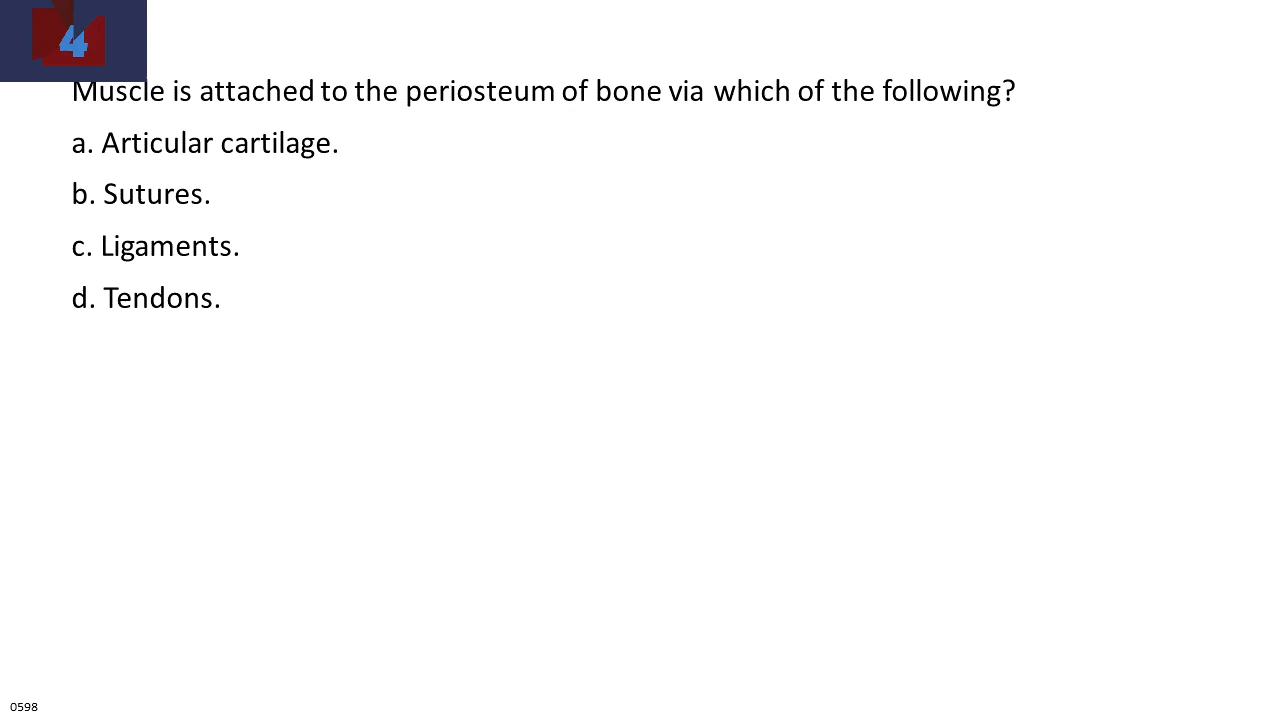 4
Muscle is attached to the periosteum of bone via which of the following?
a. Articular cartilage.
b. Sutures.
c. Ligaments.
d. Tendons.
0598